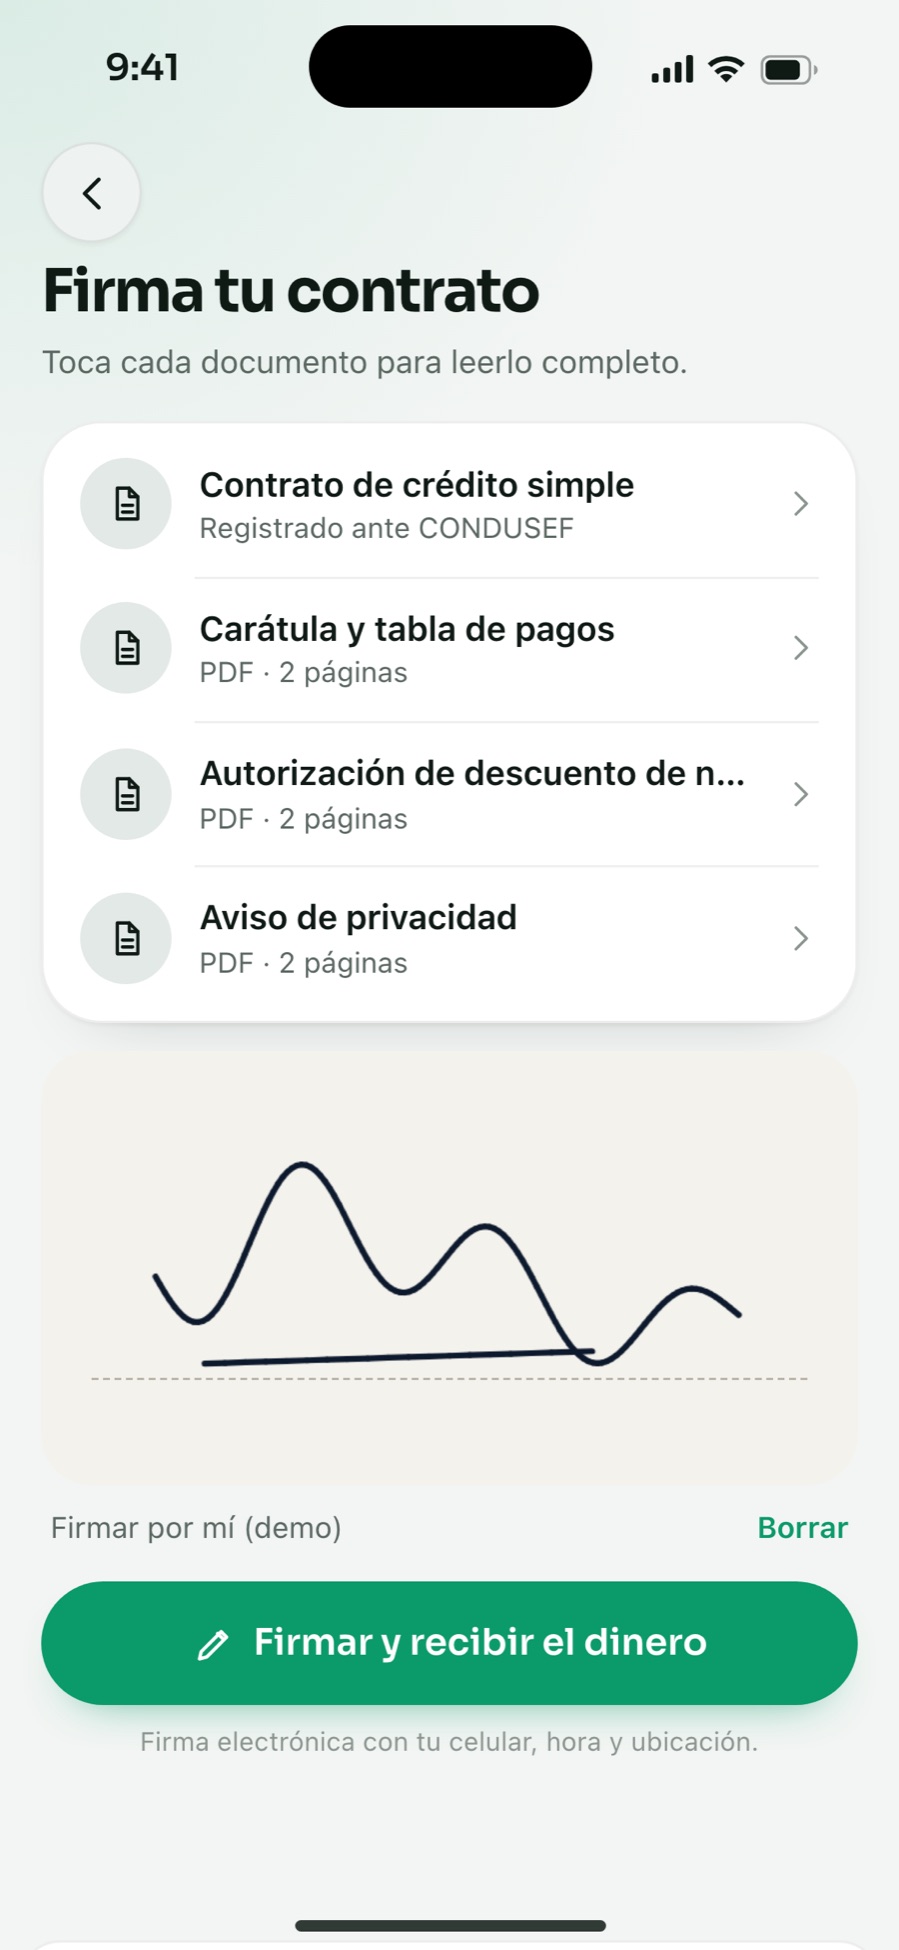 9:41
Firma tu contrato
Toca cada documento para leerlo completo.
Contrato de crédito simple
Registrado ante CONDUSEF
Carátula y tabla de pagos
PDF · 2 páginas
Autorización de descuento de n...
PDF · 2 páginas
Aviso de privacidad
PDF · 2 páginas
Firmar por mí (demo)
Borrar
Firmar y recibir el dinero
Firma electrónica con tu celular, hora y ubicación.